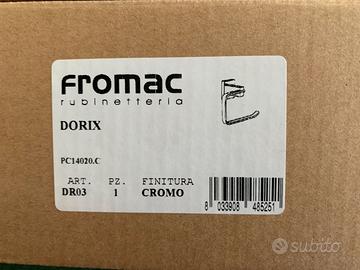 fromac
rubinetteria
DORIX
PC14020.C
ART. PZ. FINITURA
DR03 1 CROMO
8 033908 485251
subito